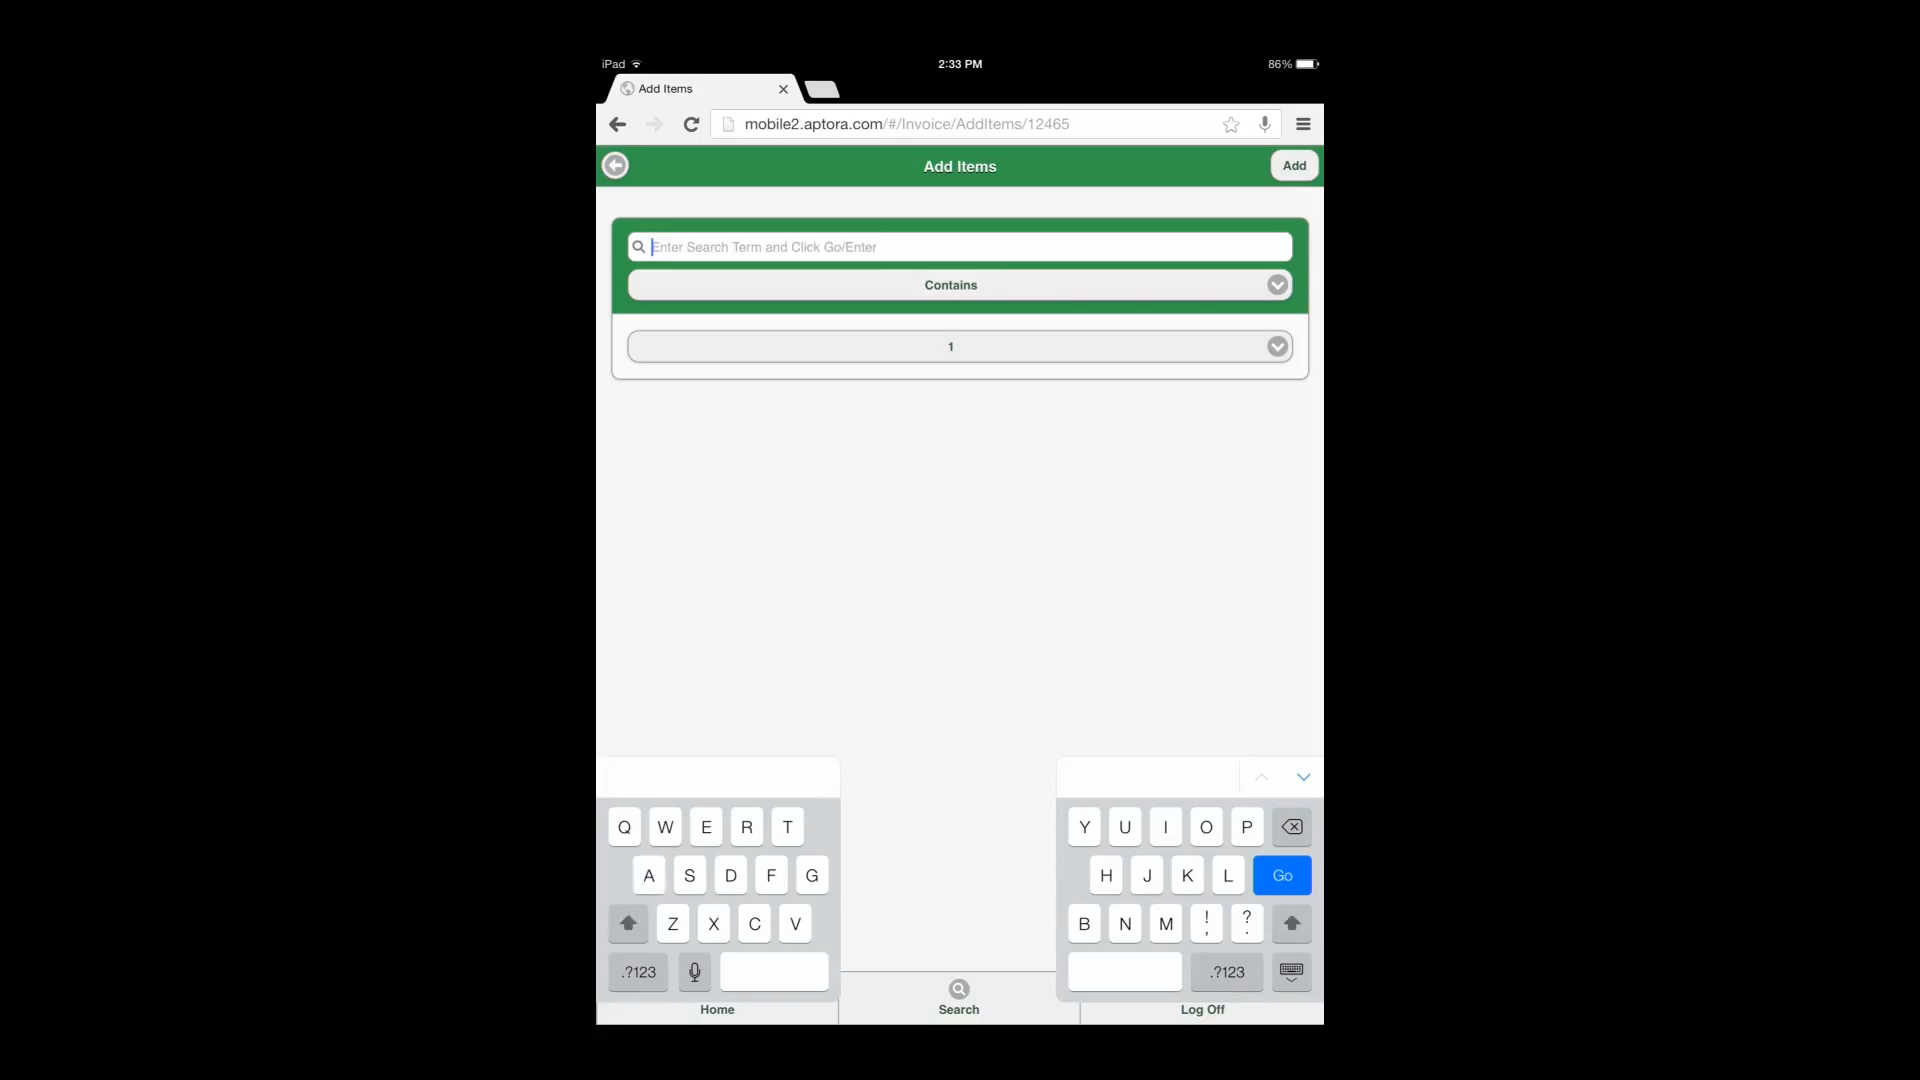 iPad 2:33 PM 86%
Add Items
mobile2.aptora.com/#/Invoice/AddItems/12465
Add Items Add
Enter Search Term and Click Go/Enter
Contains
1
Q W E R T Y U I O P
A S D F G H J K L Go
Z X C V B N M ! , ? .
.?123 .?123
Home Search Log Off